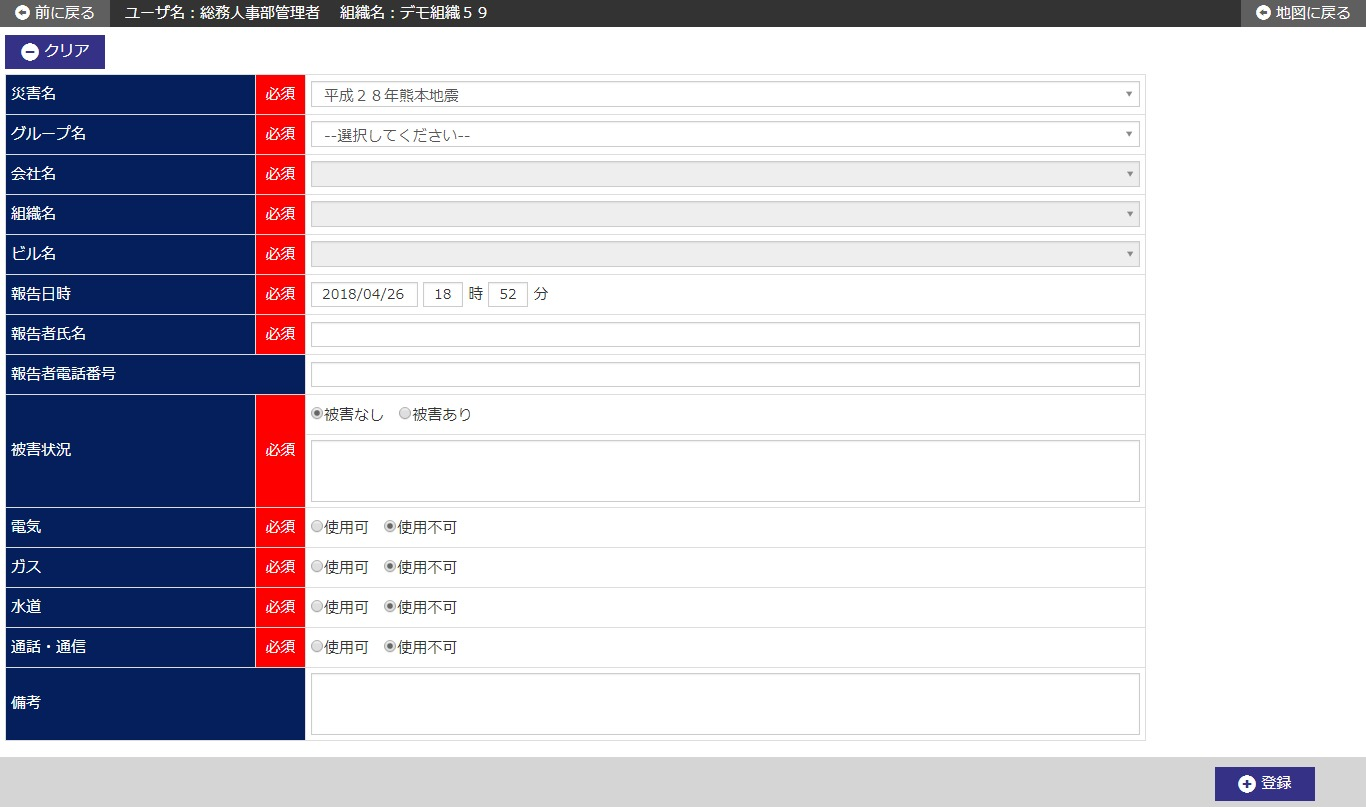 前に戻る ユーザ名：総務人事部管理者 組織名：デモ組織５９ 地図に戻る
クリア
災害名 必須 平成２８年熊本地震
グループ名 必須 --選択してください--
会社名 必須
組織名 必須
ビル名 必須
報告日時 必須 2018/04/26 18 時 52 分
報告者氏名 必須
報告者電話番号
被害状況 必須 被害なし 被害あり
電気 必須 使用可 使用不可
ガス 必須 使用可 使用不可
水道 必須 使用可 使用不可
通話・通信 必須 使用可 使用不可
備考
登録